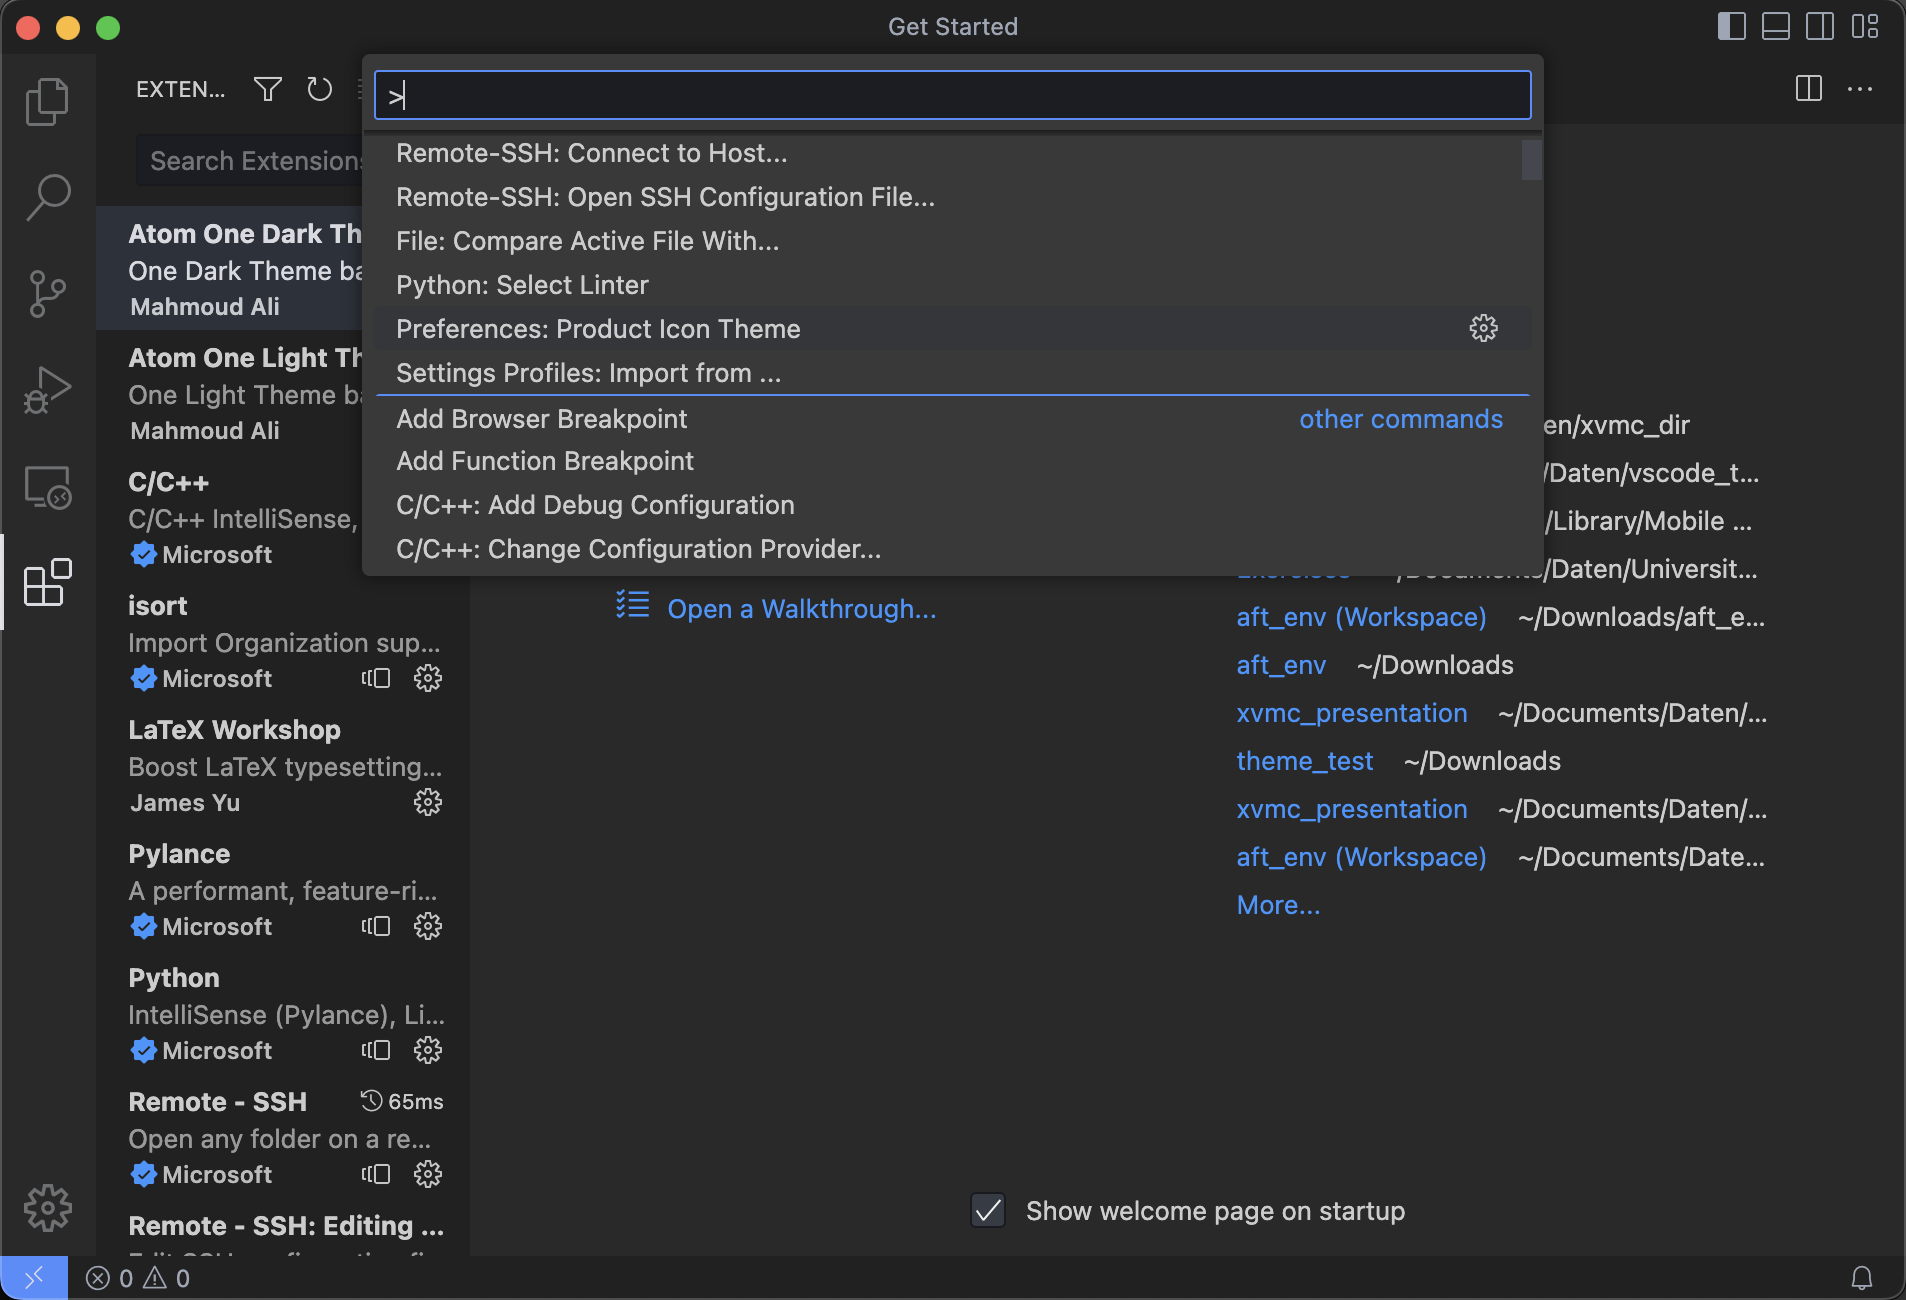 Get Started
EXTEN...
>
Search Extensions
Remote-SSH: Connect to Host...
Remote-SSH: Open SSH Configuration File...
File: Compare Active File With...
Python: Select Linter
Preferences: Product Icon Theme
Settings Profiles: Import from ...
Add Browser Breakpoint other commands
Add Function Breakpoint
C/C++: Add Debug Configuration
C/C++: Change Configuration Provider...
Atom One Dark Th
One Dark Theme ba
Mahmoud Ali
Atom One Light Th
One Light Theme ba
Mahmoud Ali
C/C++
C/C++ IntelliSense,
Microsoft
isort
Import Organization sup...
Microsoft
LaTeX Workshop
Boost LaTeX typesetting...
James Yu
Pylance
A performant, feature-ri...
Microsoft
Python
IntelliSense (Pylance), Li...
Microsoft
Remote - SSH 65ms
Open any folder on a re...
Microsoft
Remote - SSH: Editing ...
Open a Walkthrough...
en/xvmc_dir
/Daten/vscode_t...
/Library/Mobile ...
/Documents/Daten/Universit...
aft_env (Workspace) ~/Downloads/aft_e...
aft_env ~/Downloads
xvmc_presentation ~/Documents/Daten/...
theme_test ~/Downloads
xvmc_presentation ~/Documents/Daten/...
aft_env (Workspace) ~/Documents/Date...
More...
Show welcome page on startup
0 0